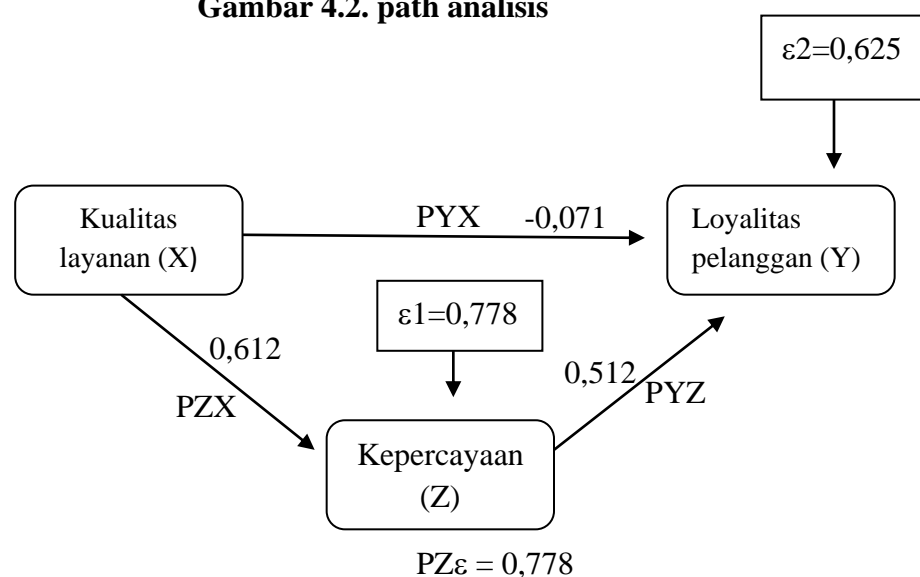 Gambar 4.2. path analisis
ε2=0,625
Kualitas
layanan (X)
PYX -0,071
Loyalitas
pelanggan (Y)
ε1=0,778
0,612
PZX
0,512
PYZ
Kepercayaan
(Z)
PZε = 0,778